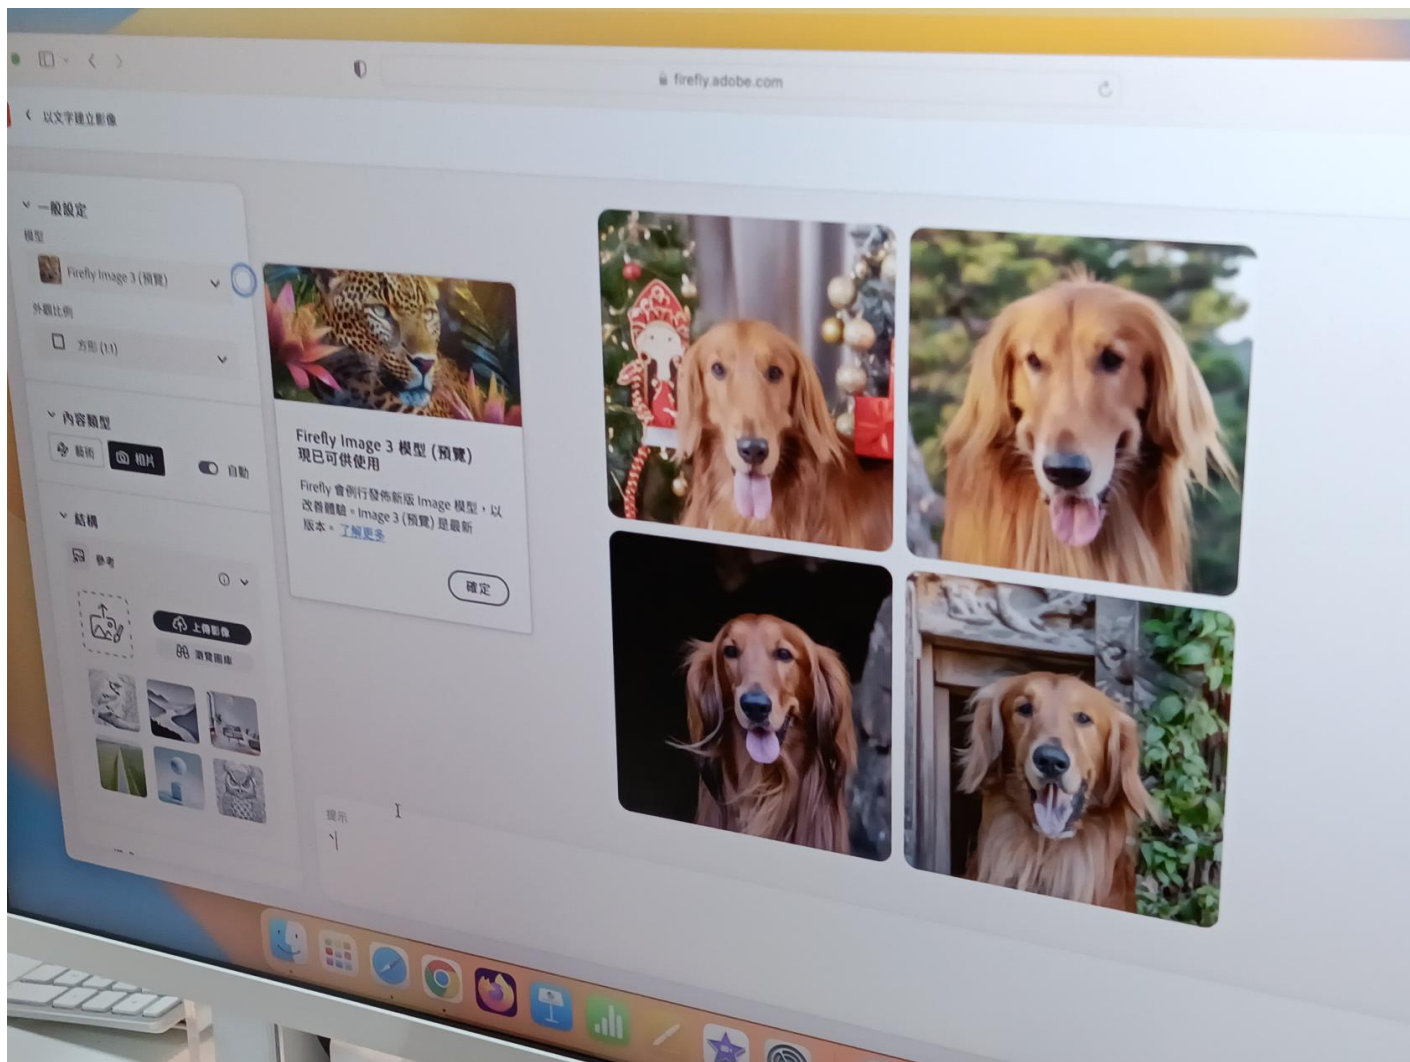 firefly.adobe.com
以文字建立影像
一般設定
模型
Firefly Image 3 (預覽)
外觀比例
方形 (1:1)
內容類型
藝術
相片
自動
結構
參考
上傳影像
瀏覽圖庫
Firefly Image 3 模型 (預覽)
現已可供使用
Firefly 會例行發佈新版 Image 模型，以
改善體驗。Image 3 (預覽) 是最新
版本。了解更多
確定
提示